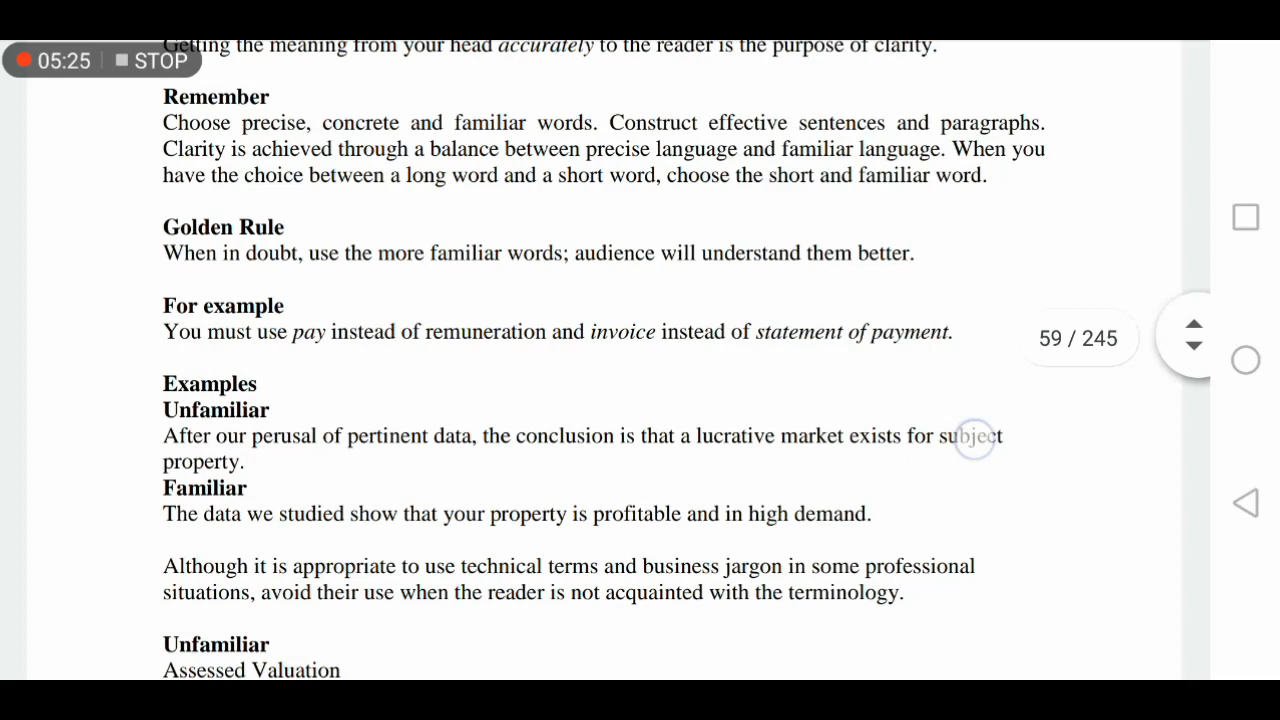 Getting the meaning from your head accurately to the reader is the purpose of clarity.
05:25 STOP
Remember
Choose precise, concrete and familiar words. Construct effective sentences and paragraphs.
Clarity is achieved through a balance between precise language and familiar language. When you
have the choice between a long word and a short word, choose the short and familiar word.
Golden Rule
When in doubt, use the more familiar words; audience will understand them better.
For example
You must use pay instead of remuneration and invoice instead of statement of payment.
59 / 245
Examples
Unfamiliar
After our perusal of pertinent data, the conclusion is that a lucrative market exists for subject
property.
Familiar
The data we studied show that your property is profitable and in high demand.
Although it is appropriate to use technical terms and business jargon in some professional
situations, avoid their use when the reader is not acquainted with the terminology.
Unfamiliar
Assessed Valuation